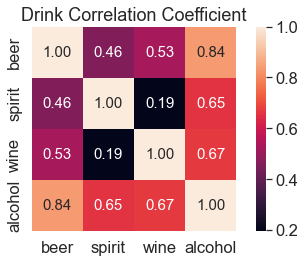 Drink Correlation Coefficient
beer 1.00 0.46 0.53 0.84
spirit 0.46 1.00 0.19 0.65
wine 0.53 0.19 1.00 0.67
alcohol 0.84 0.65 0.67 1.00
beer spirit wine alcohol
1.0
0.8
0.6
0.4
0.2